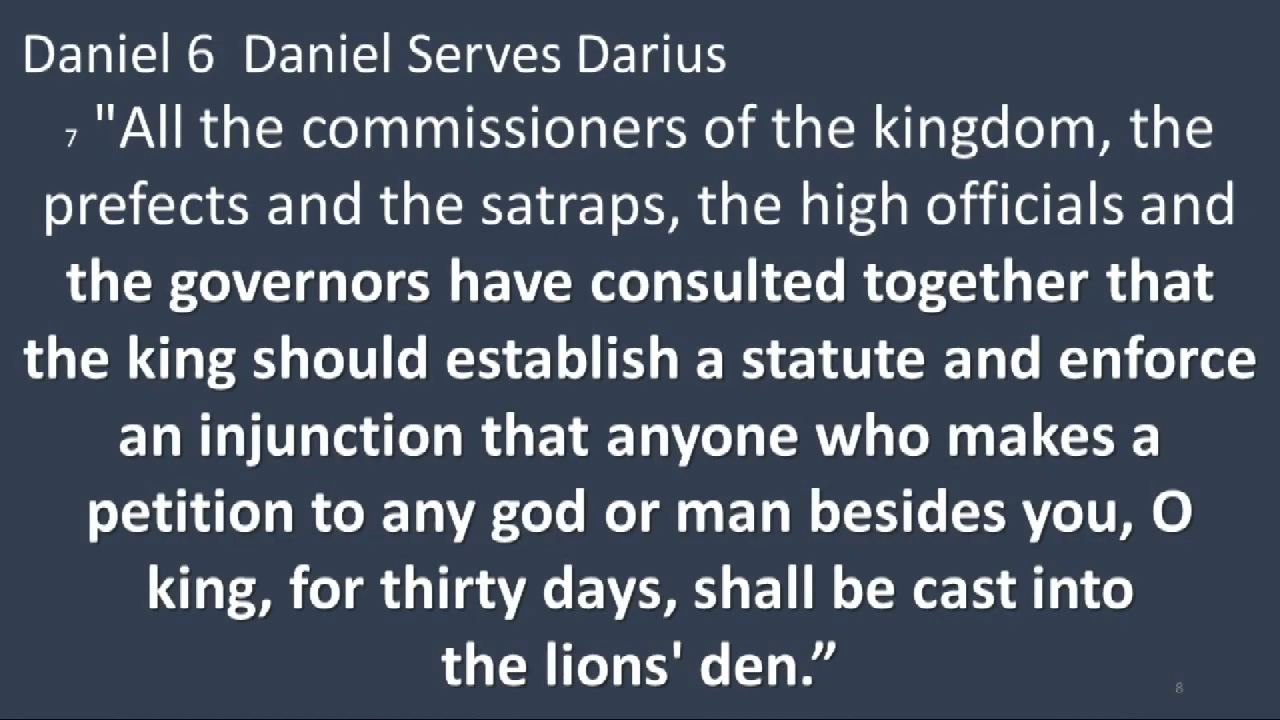 Daniel 6  Daniel Serves Darius
7 "All the commissioners of the kingdom, the
prefects and the satraps, the high officials and
the governors have consulted together that
the king should establish a statute and enforce
an injunction that anyone who makes a
petition to any god or man besides you, O
king, for thirty days, shall be cast into
the lions' den.”
8